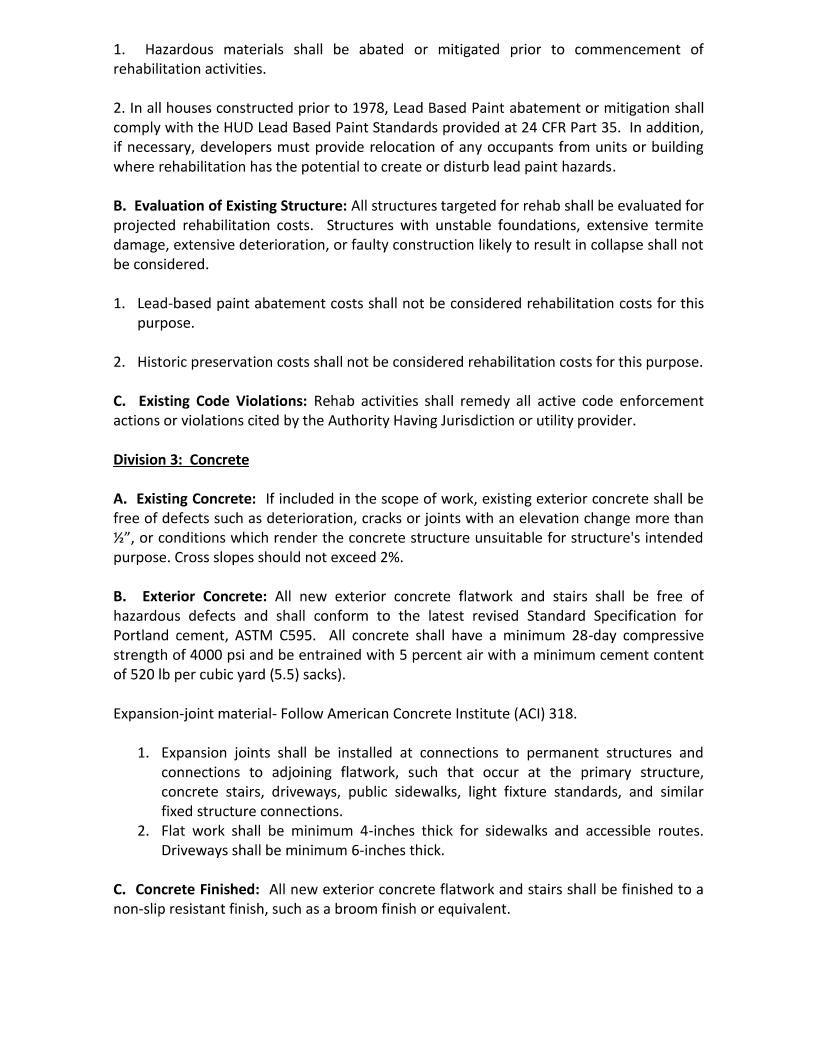 1. Hazardous materials shall be abated or mitigated prior to commencement of
rehabilitation activities.
2. In all houses constructed prior to 1978, Lead Based Paint abatement or mitigation shall
comply with the HUD Lead Based Paint Standards provided at 24 CFR Part 35. In addition,
if necessary, developers must provide relocation of any occupants from units or building
where rehabilitation has the potential to create or disturb lead paint hazards.
B. Evaluation of Existing Structure: All structures targeted for rehab shall be evaluated for
projected rehabilitation costs. Structures with unstable foundations, extensive termite
damage, extensive deterioration, or faulty construction likely to result in collapse shall not
be considered.
1. Lead-based paint abatement costs shall not be considered rehabilitation costs for this
purpose.
2. Historic preservation costs shall not be considered rehabilitation costs for this purpose.
C. Existing Code Violations: Rehab activities shall remedy all active code enforcement
actions or violations cited by the Authority Having Jurisdiction or utility provider.
Division 3: Concrete
A. Existing Concrete: If included in the scope of work, existing exterior concrete shall be
free of defects such as deterioration, cracks or joints with an elevation change more than
½”, or conditions which render the concrete structure unsuitable for structure's intended
purpose. Cross slopes should not exceed 2%.
B. Exterior Concrete: All new exterior concrete flatwork and stairs shall be free of
hazardous defects and shall conform to the latest revised Standard Specification for
Portland cement, ASTM C595. All concrete shall have a minimum 28-day compressive
strength of 4000 psi and be entrained with 5 percent air with a minimum cement content
of 520 lb per cubic yard (5.5) sacks).
Expansion-joint material- Follow American Concrete Institute (ACI) 318.
1. Expansion joints shall be installed at connections to permanent structures and
connections to adjoining flatwork, such that occur at the primary structure,
concrete stairs, driveways, public sidewalks, light fixture standards, and similar
fixed structure connections.
2. Flat work shall be minimum 4-inches thick for sidewalks and accessible routes.
Driveways shall be minimum 6-inches thick.
C. Concrete Finished: All new exterior concrete flatwork and stairs shall be finished to a
non-slip resistant finish, such as a broom finish or equivalent.